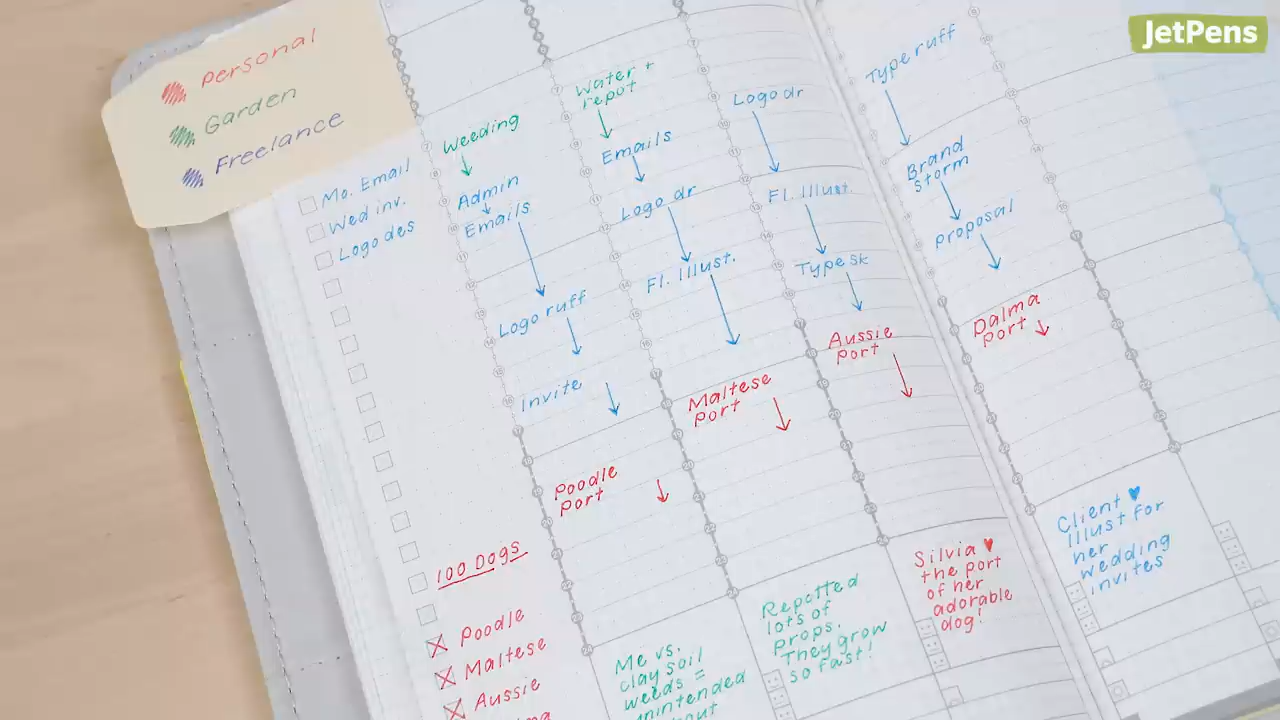 JetPens
Personal
Garden
Freelance
Mo. Email
Wed inv.
Logo des
100 Dogs
Poodle
Maltese
Aussie
Weeding
Admin
Emails
Logo ruff
Invite
Poodle
Port
Me vs.
clay soil
weeds =
unintended
Water +
repot
Emails
Logo dr
Fl. Illust.
Maltese
Port
Repotted
lots of
props.
They grow
so fast!
Logo dr
Fl. Illust.
Type sk
Aussie
Port
Silvia ♥
the port
of her
adorable
dog!
Type ruff
Brand
Storm
proposal
Dalma
Port
Client ♥
Illust for
her
wedding
invites